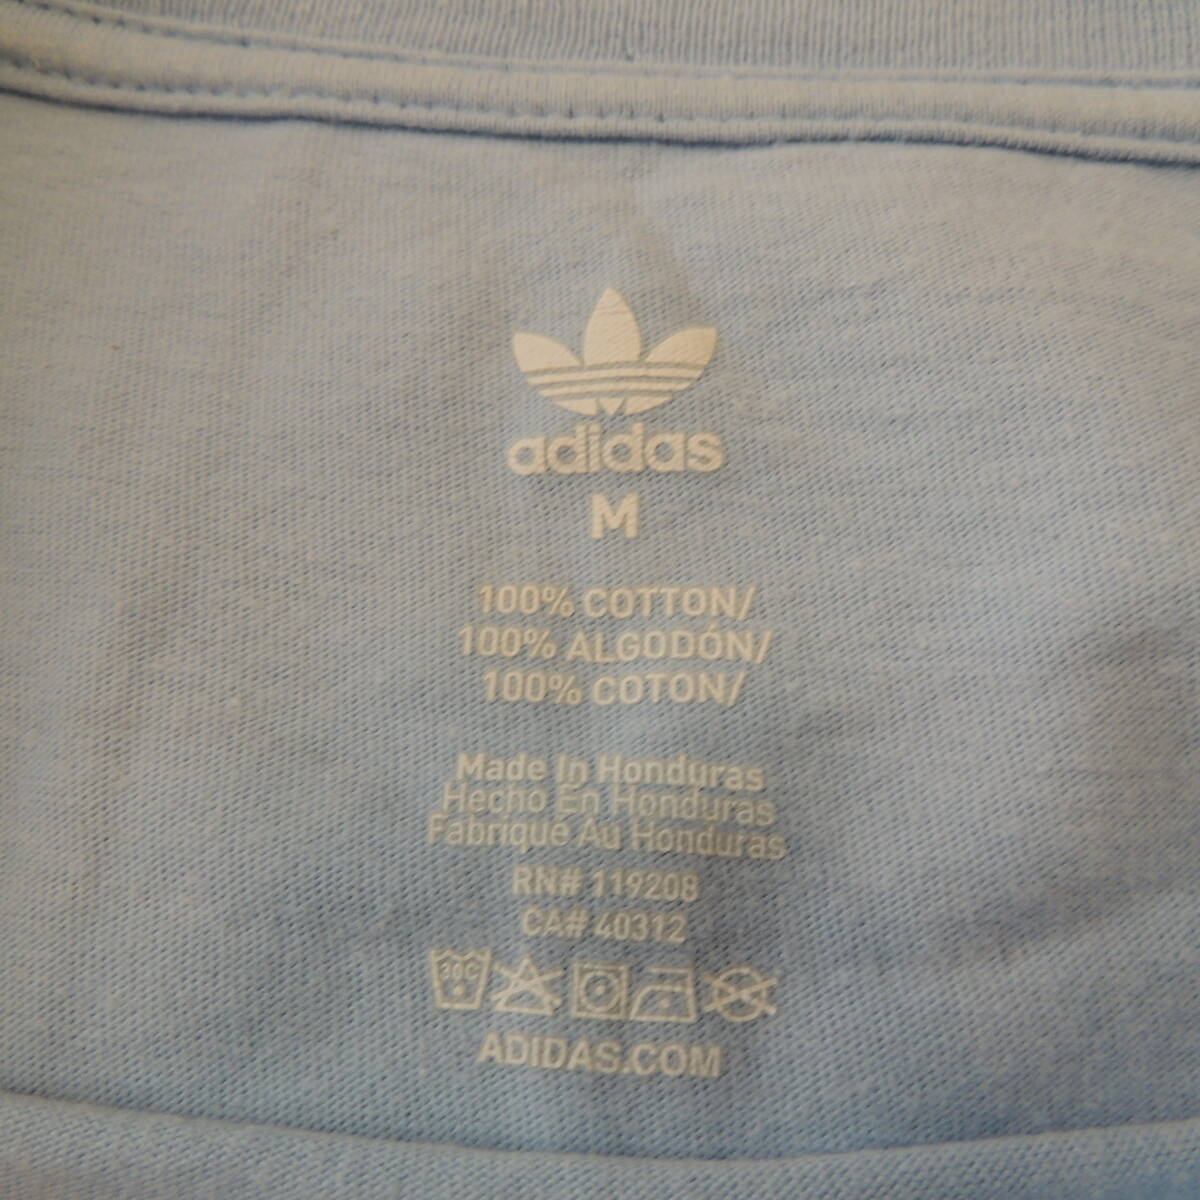 adidas
M
100% COTTON/
100% ALGODÓN/
100% COTON/
Made In Honduras
Hecho En Honduras
Fabriqué Au Honduras
RN# 119208
CA# 40312
30C
ADIDAS.COM